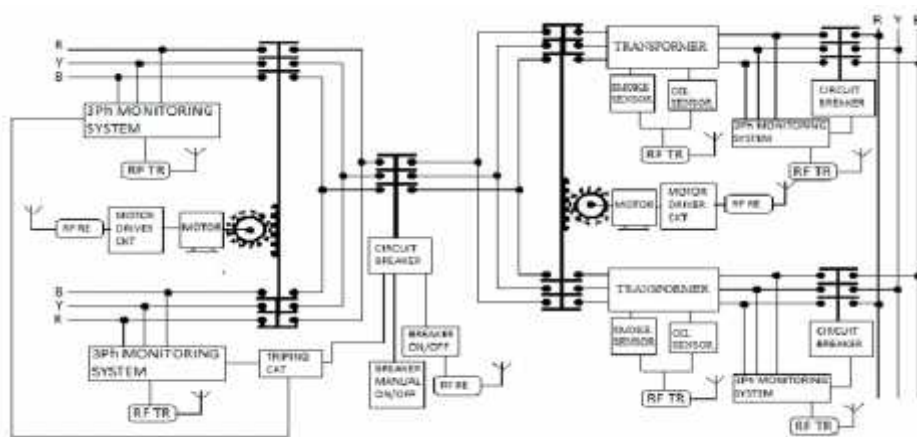 R
Y
B
3Ph MONITORING
SYSTEM
RF TR
RF RE
MOTOR
DRIVES
CKT
MOTOR
B
Y
R
3Ph MONITORING
SYSTEM
RF TR
TRIPING
CKT
CIRCUIT
BREAKER
BREAKER
ON/OFF
BREAKER
MANUAL
ON/OFF
RF RE
TRANSFORMER
SMOKE
SENSOR
OIL
SENSOR
RF TR
R Y B
CIRCUIT
BREAKER
3Ph MONITORING
SYSTEM
RF TR
MOTOR
MOTOR
DRIVER
CKT
RF RE
TRANSFORMER
SMOKE
SENSOR
OIL
SENSOR
RF TR
CIRCUIT
BREAKER
3Ph MONITORING
SYSTEM
RF TR